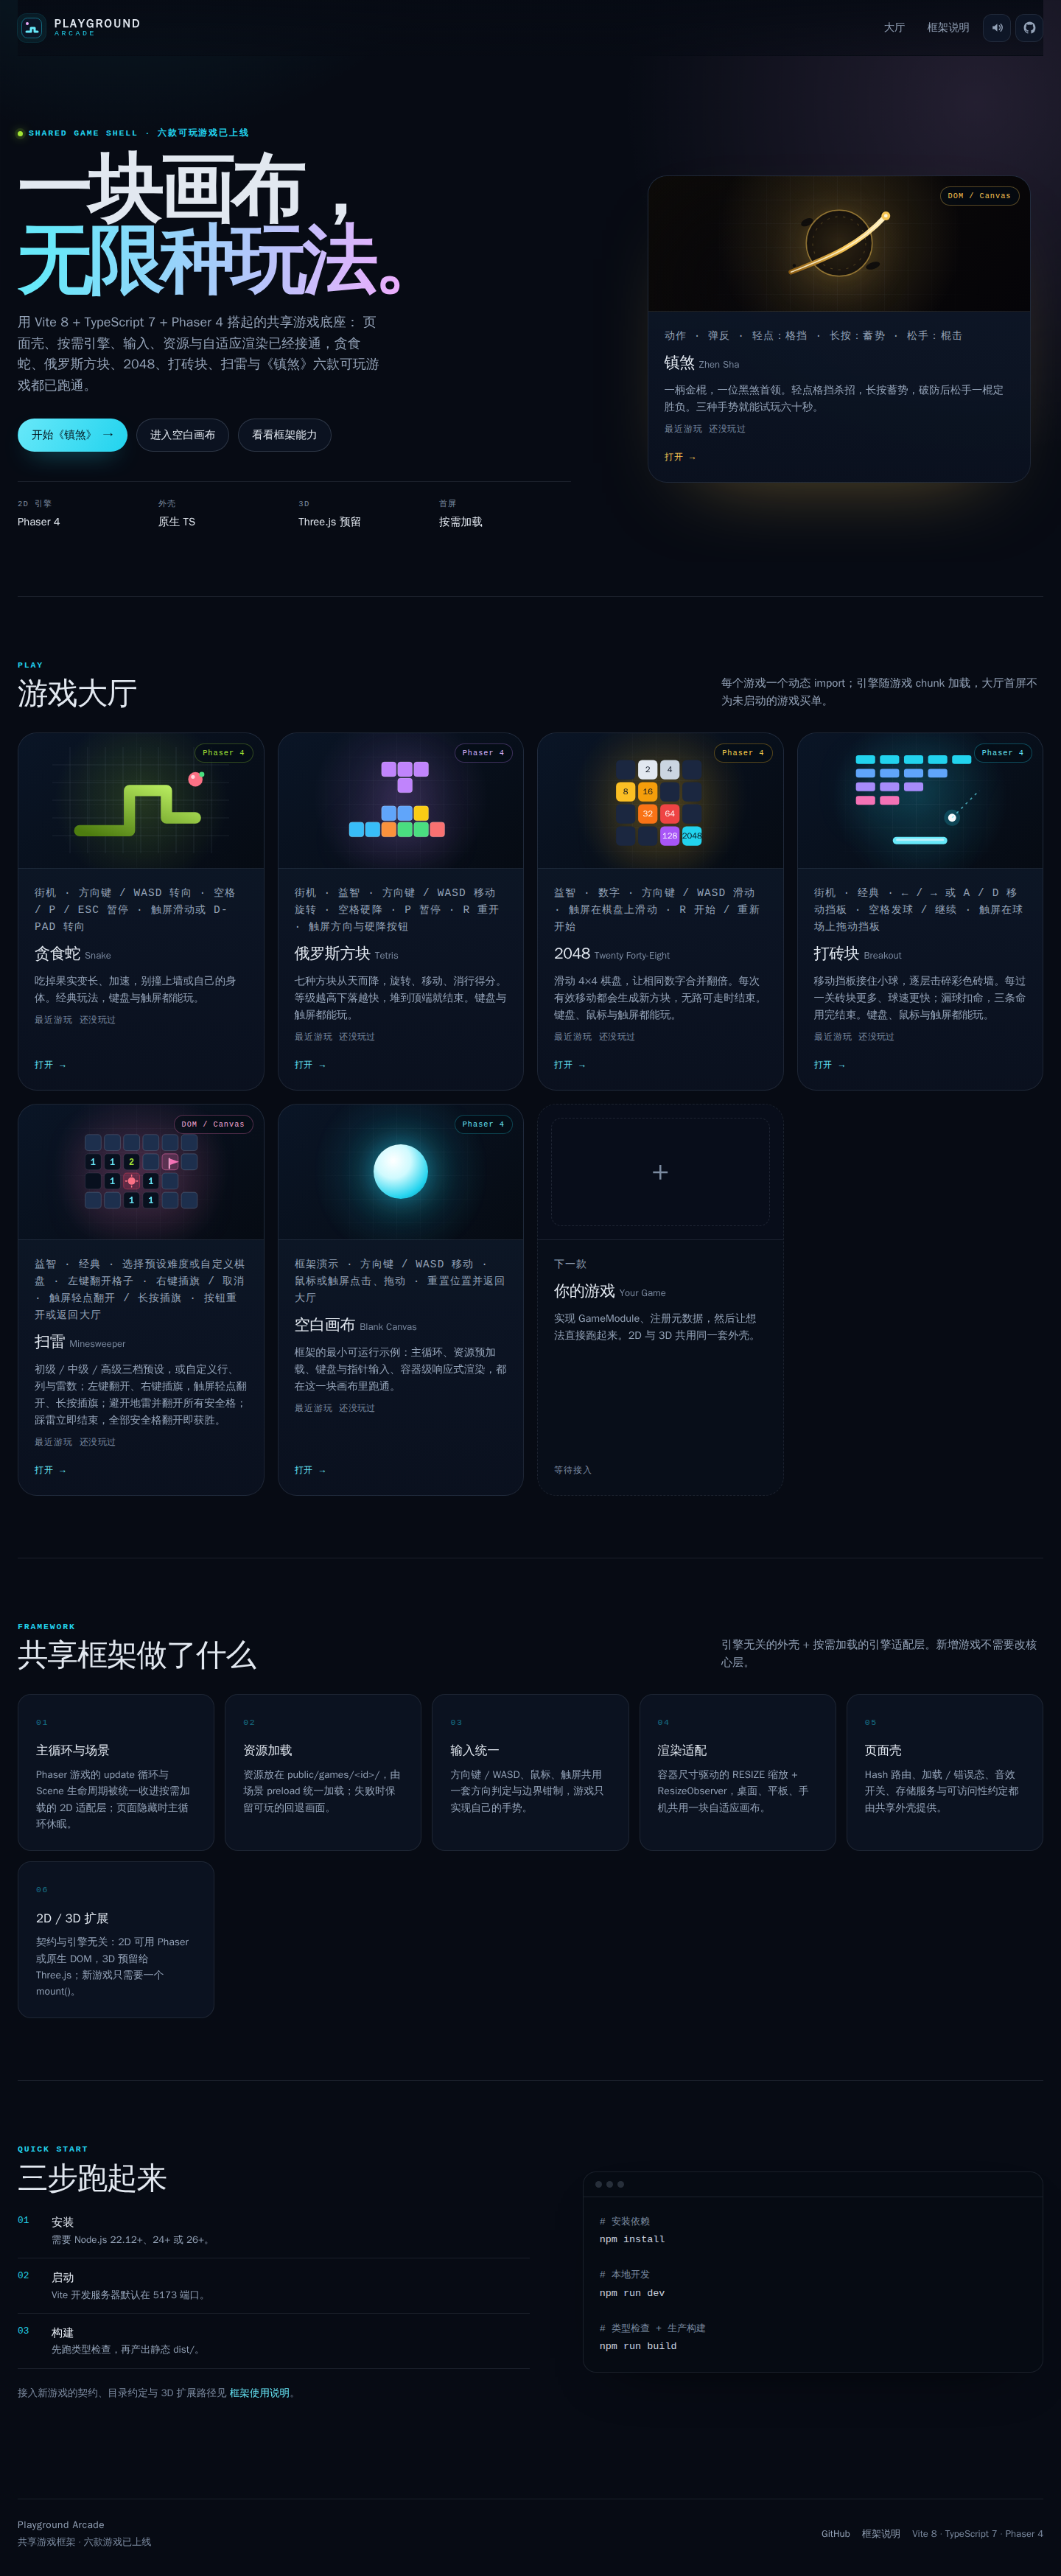 PLAYGROUND
ARCADE
大厅
框架说明
SHARED GAME SHELL · 六款可玩游戏已上线
一块画布，
无限种玩法。
用 Vite 8 + TypeScript 7 + Phaser 4 搭起的共享游戏底座： 页
面壳、按需引擎、输入、资源与自适应渲染已经接通，贪食
蛇、俄罗斯方块、2048、打砖块、扫雷与《镇煞》六款可玩游
戏都已跑通。
开始《镇煞》 →
进入空白画布
看看框架能力
2D 引擎
Phaser 4
外壳
原生 TS
3D
Three.js 预留
首屏
按需加载
DOM / Canvas
动作 · 弹反 · 轻点：格挡 · 长按：蓄势 · 松手：棍击
镇煞 Zhen Sha
一柄金棍，一位黑煞首领。轻点格挡杀招，长按蓄势，破防后松手一棍定
胜负。三种手势就能试玩六十秒。
最近游玩 还没玩过
打开 →
PLAY
游戏大厅
每个游戏一个动态 import；引擎随游戏 chunk 加载，大厅首屏不
为未启动的游戏买单。
Phaser 4
街机 · 方向键 / WASD 转向 · 空格
/ P / ESC 暂停 · 触屏滑动或 D-
PAD 转向
贪食蛇 Snake
吃掉果实变长、加速，别撞上墙或自己的身
体。经典玩法，键盘与触屏都能玩。
最近游玩 还没玩过
打开 →
Phaser 4
街机 · 益智 · 方向键 / WASD 移动
旋转 · 空格硬降 · P 暂停 · R 重开
· 触屏方向与硬降按钮
俄罗斯方块 Tetris
七种方块从天而降，旋转、移动、消行得分。
等级越高下落越快，堆到顶端就结束。键盘与
触屏都能玩。
最近游玩 还没玩过
打开 →
Phaser 4
2 4
8 16
32 64
128 2048
益智 · 数字 · 方向键 / WASD 滑动
· 触屏在棋盘上滑动 · R 开始 / 重新
开始
2048 Twenty Forty-Eight
滑动 4×4 棋盘，让相同数字合并翻倍。每次
有效移动都会生成新方块，无路可走时结束。
键盘、鼠标与触屏都能玩。
最近游玩 还没玩过
打开 →
Phaser 4
街机 · 经典 · ← / → 或 A / D 移
动挡板 · 空格发球 / 继续 · 触屏在球
场上拖动挡板
打砖块 Breakout
移动挡板接住小球，逐层击碎彩色砖墙。每过
一关砖块更多、球速更快；漏球扣命，三条命
用完结束。键盘、鼠标与触屏都能玩。
最近游玩 还没玩过
打开 →
DOM / Canvas
1 1 2
1 1
1 1
益智 · 经典 · 选择预设难度或自定义棋
盘 · 左键翻开格子 · 右键插旗 / 取消
· 触屏轻点翻开 / 长按插旗 · 按钮重
开或返回大厅
扫雷 Minesweeper
初级 / 中级 / 高级三档预设，或自定义行、
列与雷数；左键翻开、右键插旗，触屏轻点翻
开、长按插旗；避开地雷并翻开所有安全格；
踩雷立即结束，全部安全格翻开即获胜。
最近游玩 还没玩过
打开 →
Phaser 4
框架演示 · 方向键 / WASD 移动 ·
鼠标或触屏点击、拖动 · 重置位置并返回
大厅
空白画布 Blank Canvas
框架的最小可运行示例：主循环、资源预加
载、键盘与指针输入、容器级响应式渲染，都
在这一块画布里跑通。
最近游玩 还没玩过
打开 →
+
下一款
你的游戏 Your Game
实现 GameModule、注册元数据，然后让想
法直接跑起来。2D 与 3D 共用同一套外壳。
等待接入
FRAMEWORK
共享框架做了什么
引擎无关的外壳 + 按需加载的引擎适配层。新增游戏不需要改核
心层。
01
主循环与场景
Phaser 游戏的 update 循环与
Scene 生命周期被统一收进按需加
载的 2D 适配层；页面隐藏时主循
环休眠。
02
资源加载
资源放在 public/games/<id>/，由
场景 preload 统一加载；失败时保
留可玩的回退画面。
03
输入统一
方向键 / WASD、鼠标、触屏共用
一套方向判定与边界钳制，游戏只
实现自己的手势。
04
渲染适配
容器尺寸驱动的 RESIZE 缩放 +
ResizeObserver，桌面、平板、手
机共用一块自适应画布。
05
页面壳
Hash 路由、加载 / 错误态、音效
开关、存储服务与可访问性约定都
由共享外壳提供。
06
2D / 3D 扩展
契约与引擎无关：2D 可用 Phaser
或原生 DOM，3D 预留给
Three.js；新游戏只需要一个
mount()。
QUICK START
三步跑起来
01
安装
需要 Node.js 22.12+、24+ 或 26+。
02
启动
Vite 开发服务器默认在 5173 端口。
03
构建
先跑类型检查，再产出静态 dist/。
接入新游戏的契约、目录约定与 3D 扩展路径见 框架使用说明。
# 安装依赖
npm install
# 本地开发
npm run dev
# 类型检查 + 生产构建
npm run build
Playground Arcade
共享游戏框架 · 六款游戏已上线
GitHub
框架说明
Vite 8 · TypeScript 7 · Phaser 4